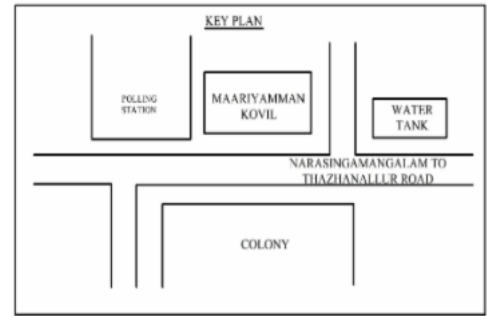 KEY PLAN
POLLING
STATION
MAARIYAMMAN
KOVIL
WATER
TANK
NARASINGAMANGALAM TO
THAZHANALLUR ROAD
COLONY